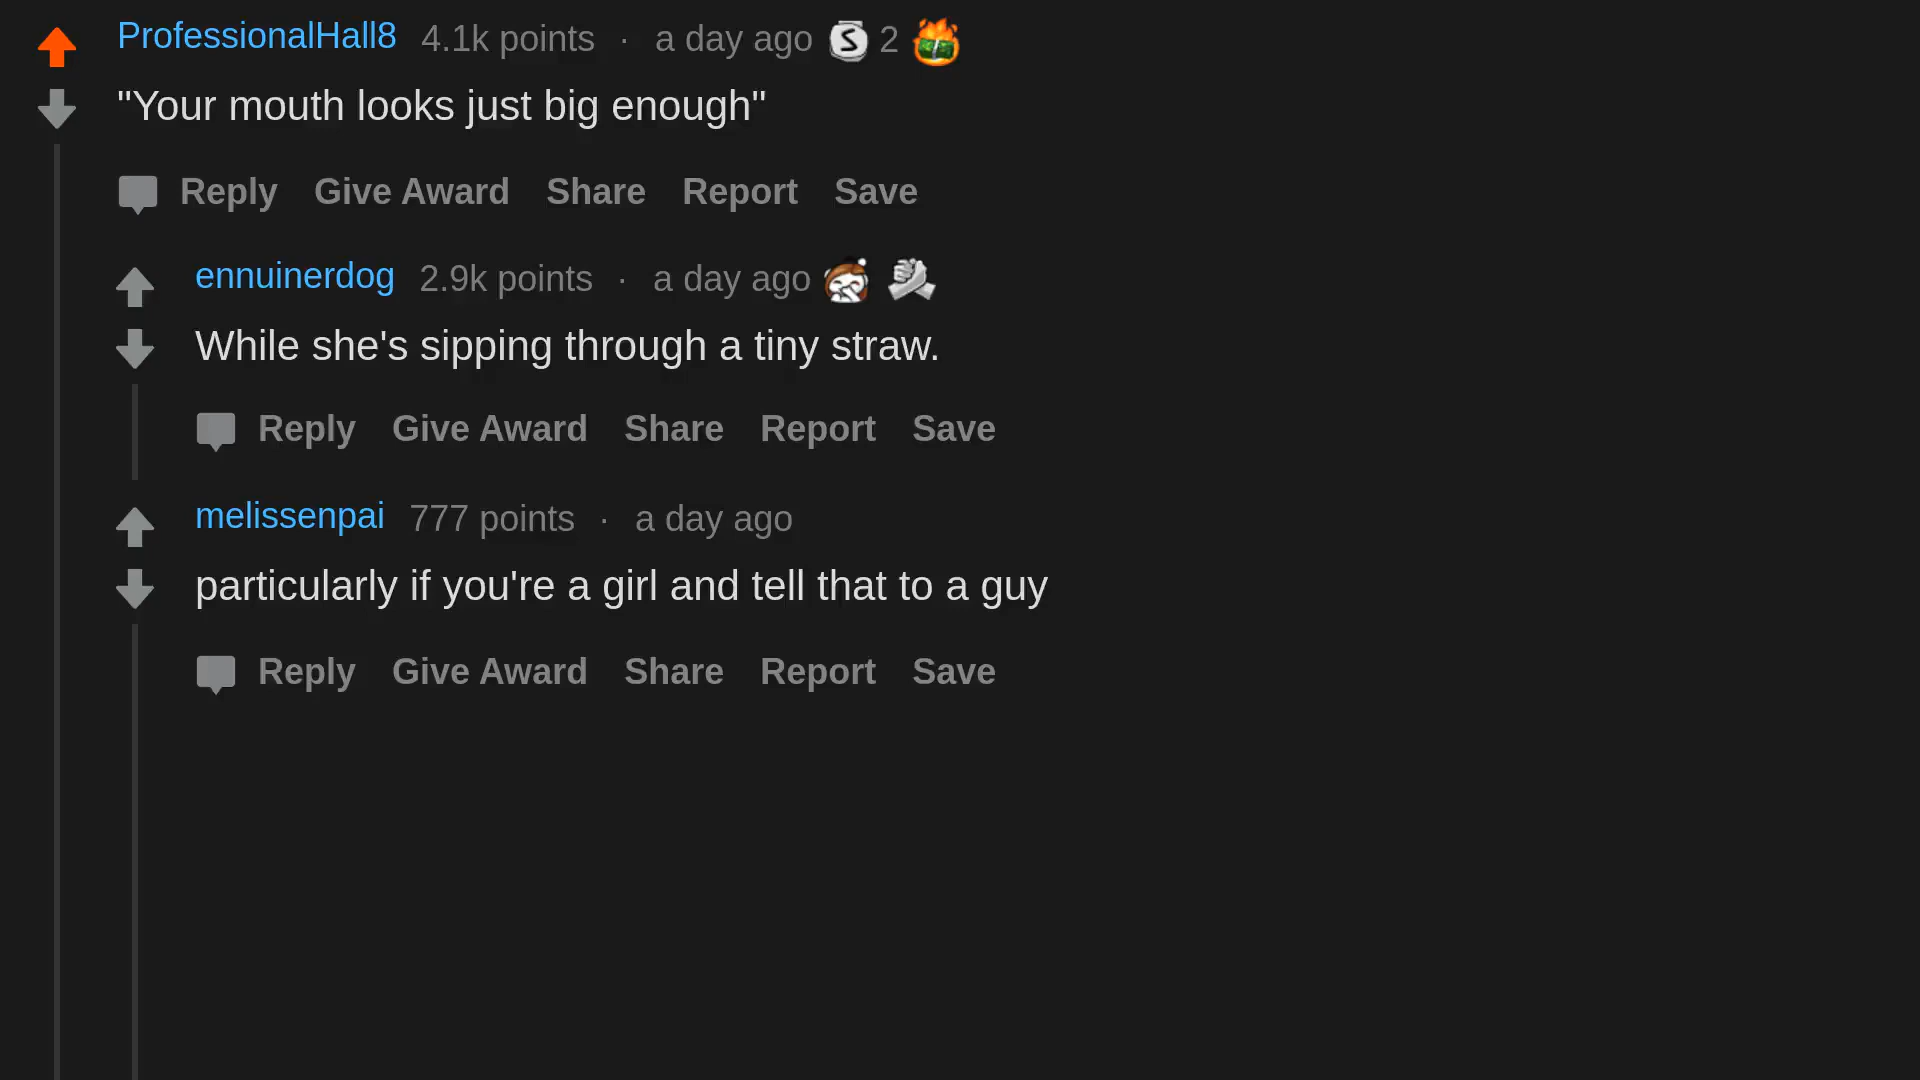 ProfessionalHall8 4.1k points · a day ago S 2
"Your mouth looks just big enough"
Reply Give Award Share Report Save
ennuinerdog 2.9k points · a day ago
While she's sipping through a tiny straw.
Reply Give Award Share Report Save
melissenpai 777 points · a day ago
particularly if you're a girl and tell that to a guy
Reply Give Award Share Report Save